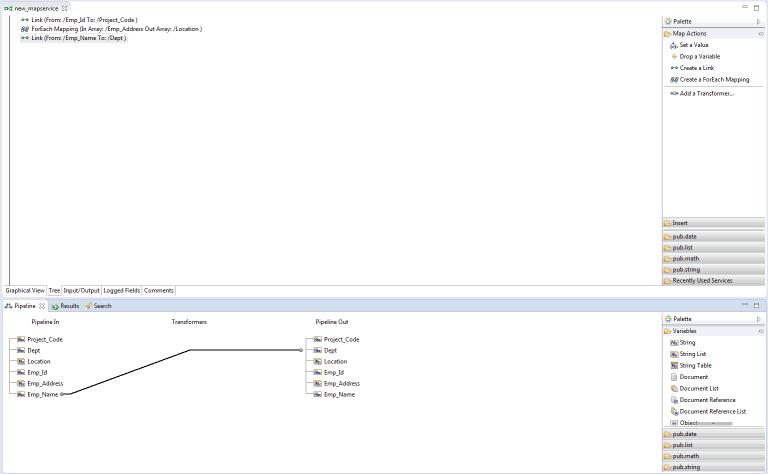 new_mapservice
Link (From: /Emp_Id To: /Project_Code )
ForEach Mapping (In Array: /Emp_Address Out Array: /Location )
Link (From: /Emp_Name To: /Dept )
Palette
Map Actions
Set a Value
Drop a Variable
Create a Link
Create a ForEach Mapping
Add a Transformer...
Insert
pub.date
pub.list
pub.math
pub.string
Recently Used Services
Graphical View Tree Input/Output Logged Fields Comments
Pipeline Results Search
Pipeline In Transformers Pipeline Out
Project_Code Project_Code
Dept Dept
Location Location
Emp_Id Emp_Id
Emp_Address Emp_Address
Emp_Name Emp_Name
Palette
Variables
String
String List
String Table
Document
Document List
Document Reference
Document Reference List
Object
pub.date
pub.list
pub.math
pub.string